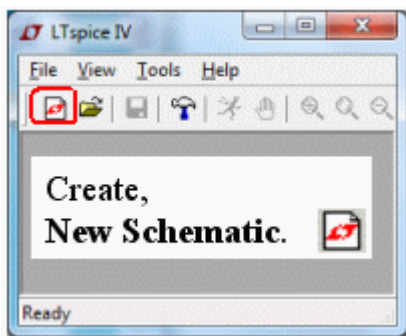 LTspice IV
File View Tools Help
Create,
New Schematic.
Ready